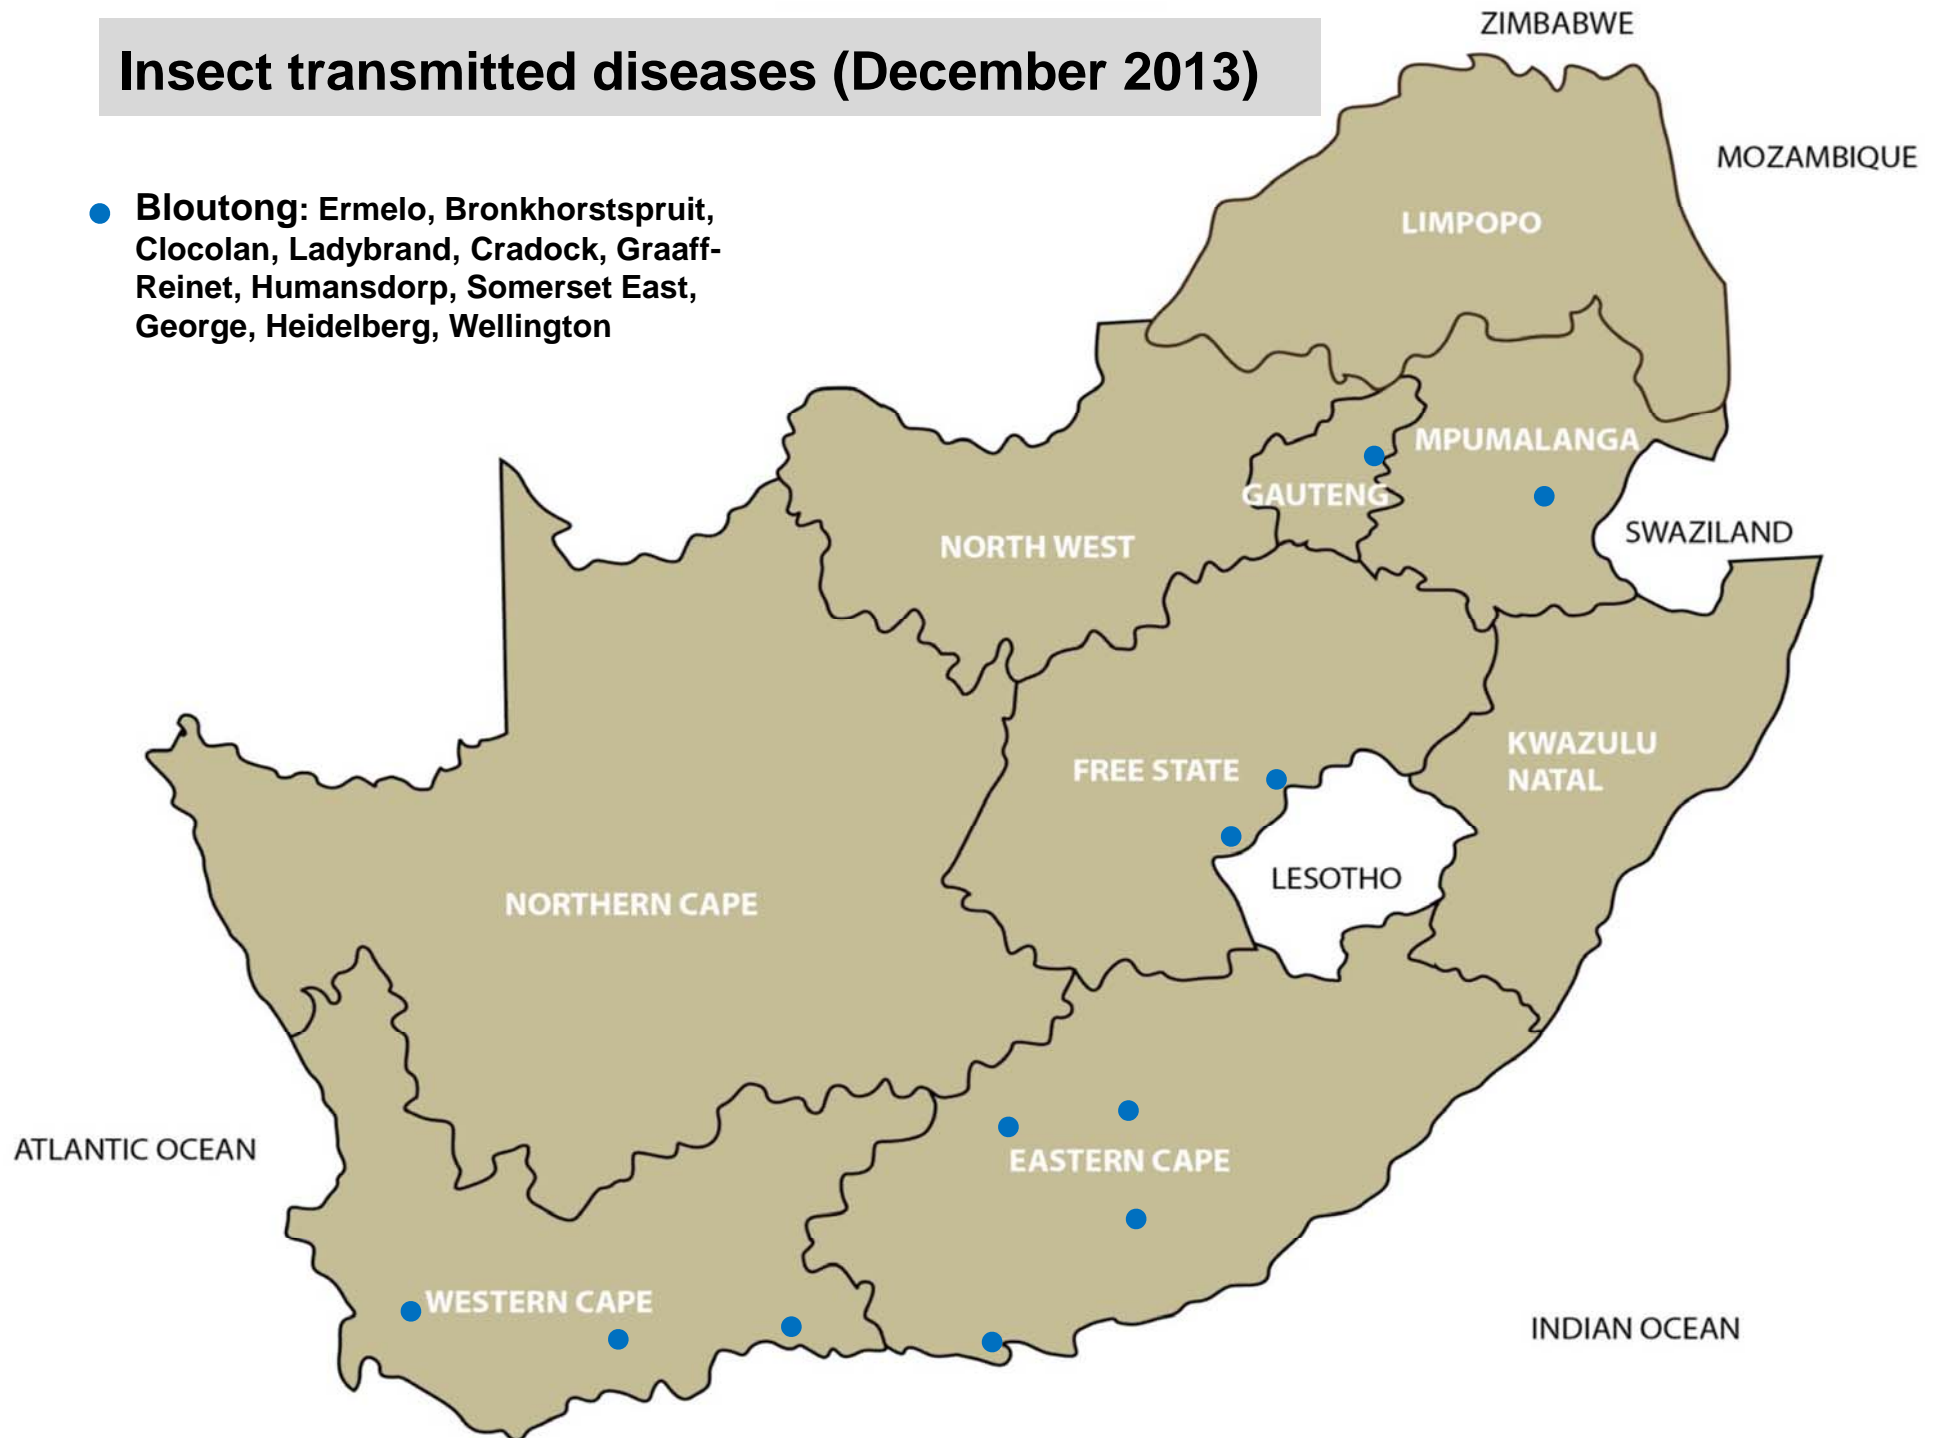 ZIMBABWE
Insect transmitted diseases (December 2013)
MOZAMBIQUE
Bloutong: Ermelo, Bronkhorstspruit,
Clocolan, Ladybrand, Cradock, Graaff-
Reinet, Humansdorp, Somerset East,
George, Heidelberg, Wellington
LIMPOPO
MPUMALANGA
GAUTENG
SWAZILAND
NORTH WEST
KWAZULU
NATAL
FREE STATE
LESOTHO
NORTHERN CAPE
ATLANTIC OCEAN
EASTERN CAPE
WESTERN CAPE
INDIAN OCEAN